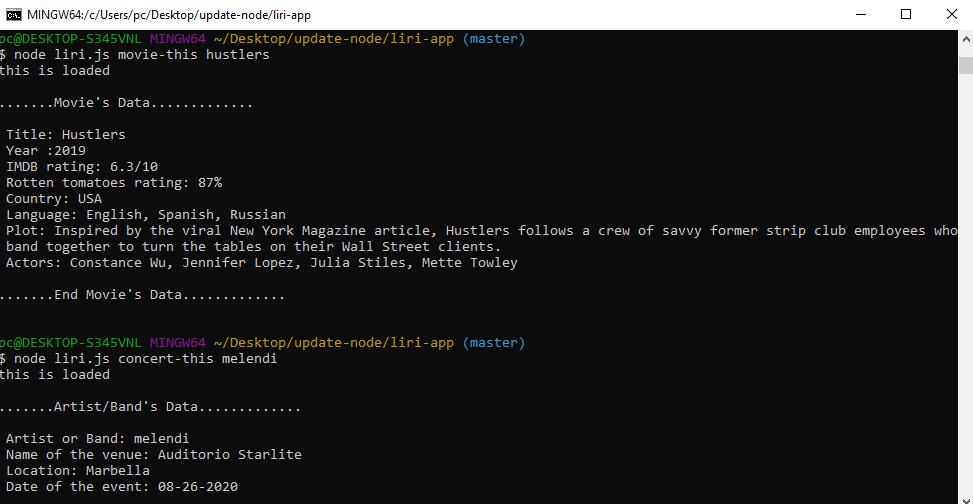 MINGW64:/c/Users/pc/Desktop/update-node/liri-app
pc@DESKTOP-S345VNL MINGW64 ~/Desktop/update-node/liri-app (master)
$ node liri.js movie-this hustlers
this is loaded
.......Movie's Data.............
Title: Hustlers
Year :2019
IMDB rating: 6.3/10
Rotten tomatoes rating: 87%
Country: USA
Language: English, Spanish, Russian
Plot: Inspired by the viral New York Magazine article, Hustlers follows a crew of savvy former strip club employees who
band together to turn the tables on their Wall Street clients.
Actors: Constance Wu, Jennifer Lopez, Julia Stiles, Mette Towley
.......End Movie's Data.............
pc@DESKTOP-S345VNL MINGW64 ~/Desktop/update-node/liri-app (master)
$ node liri.js concert-this melendi
this is loaded
.......Artist/Band's Data.............
Artist or Band: melendi
Name of the venue: Auditorio Starlite
Location: Marbella
Date of the event: 08-26-2020